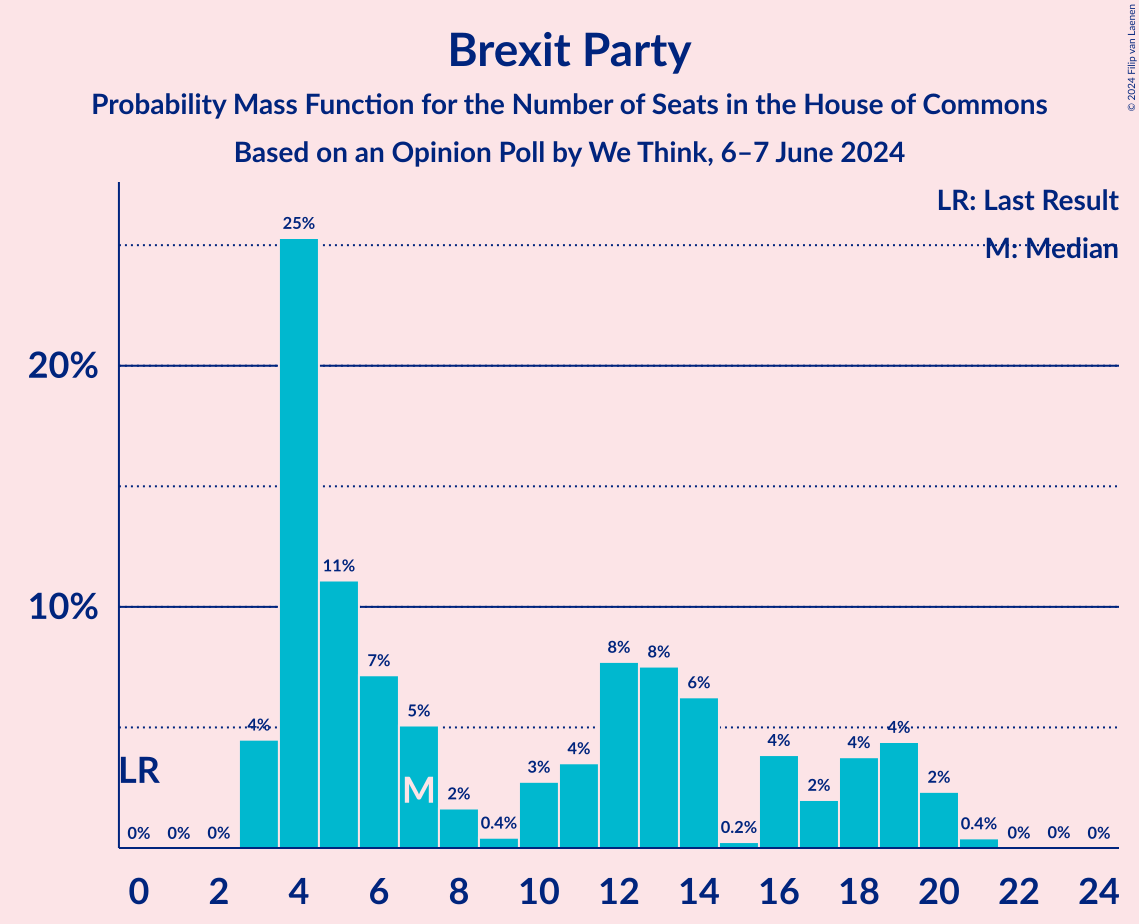 Brexit Party
Probability Mass Function for the Number of Seats in the House of Commons
Based on an Opinion Poll by We Think, 6–7 June 2024
© 2024 Filip van Laenen
LR: Last Result
M: Median
20%
10%
0% 0% 0% 4% 25% 11% 7% 5% 2% 0.4% 3% 4% 8% 8% 6% 0.2% 4% 2% 4% 4% 2% 0.4% 0% 0% 0%
LR
M
0 2 4 6 8 10 12 14 16 18 20 22 24